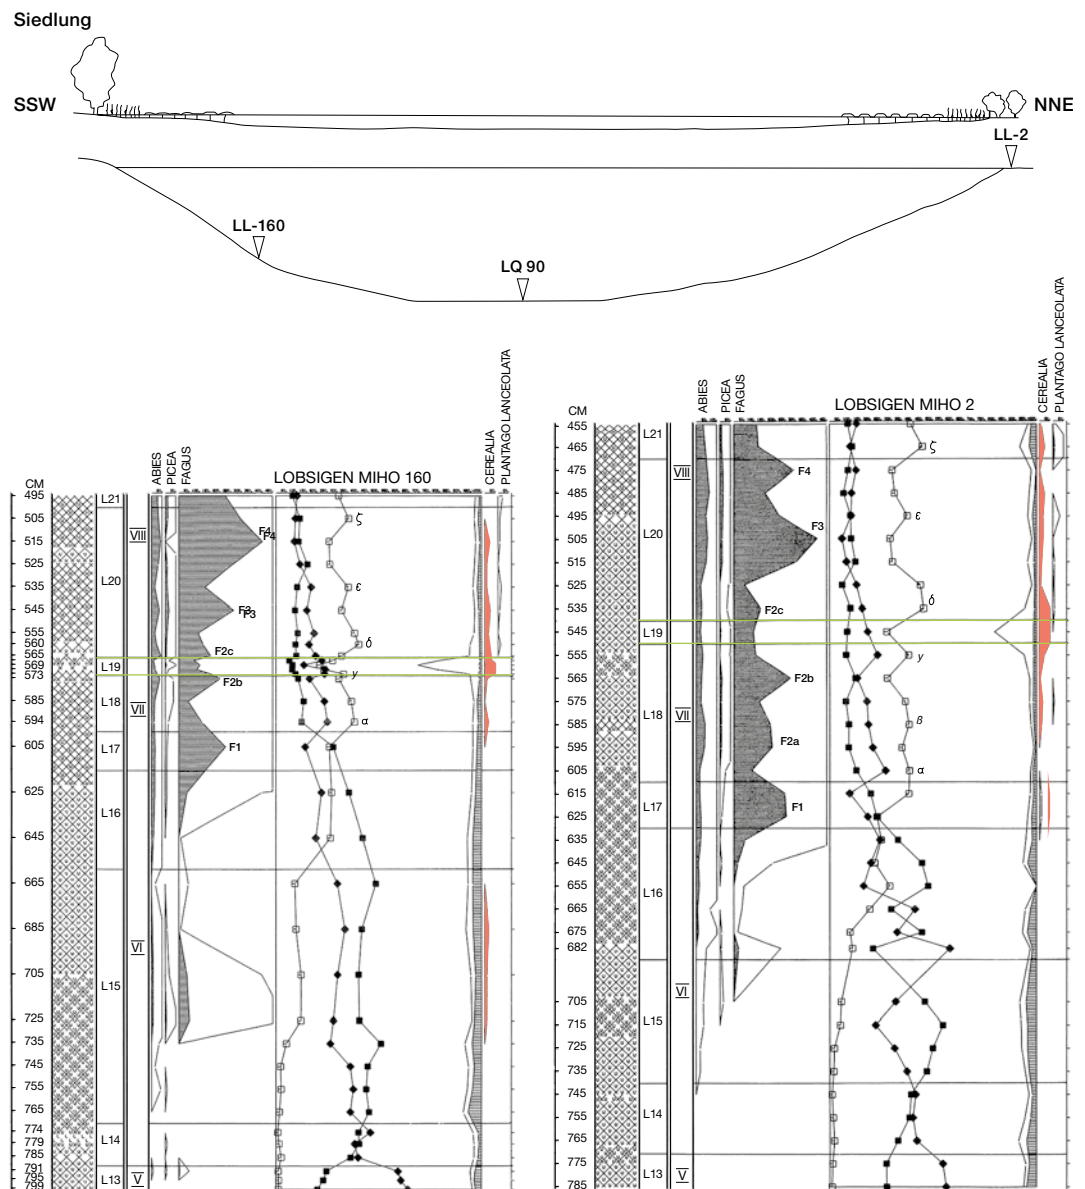 Siedlung
SSW
NNE
LL-2
LL-160
LQ 90
ABIES
PICEA
FAGUS
LOBSIGEN MIHO 160
CEREALIA
PLANTAGO LANCEOLATA
CM
495
505
515
525
535
545
555
560
565
569
573
585
594
605
625
645
665
685
705
725
735
745
755
765
774
779
785
791
795
799
L21
L20
L19
L18
L17
L16
L15
L14
L13
VIII
VII
VI
V
F4
F4
F3
F3
F2c
F2b
F1
ζ
ε
δ
y
α
ABIES
PICEA
FAGUS
LOBSIGEN MIHO 2
CEREALIA
PLANTAGO LANCEOLATA
CM
455
465
475
485
495
505
515
525
535
545
555
565
575
585
595
605
615
625
635
645
655
665
675
682
705
715
725
735
745
755
765
775
785
L21
L20
L19
L18
L17
L16
L15
L14
L13
VIII
VII
VI
V
F4
F3
F2c
F2b
F2a
F1
ζ
ε
δ
y
β
α